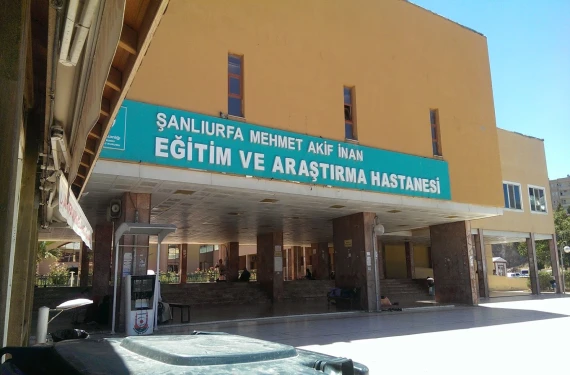 ŞANLIURFA MEHMET AKİF İNAN
EĞİTİM VE ARAŞTIRMA HASTANESİ